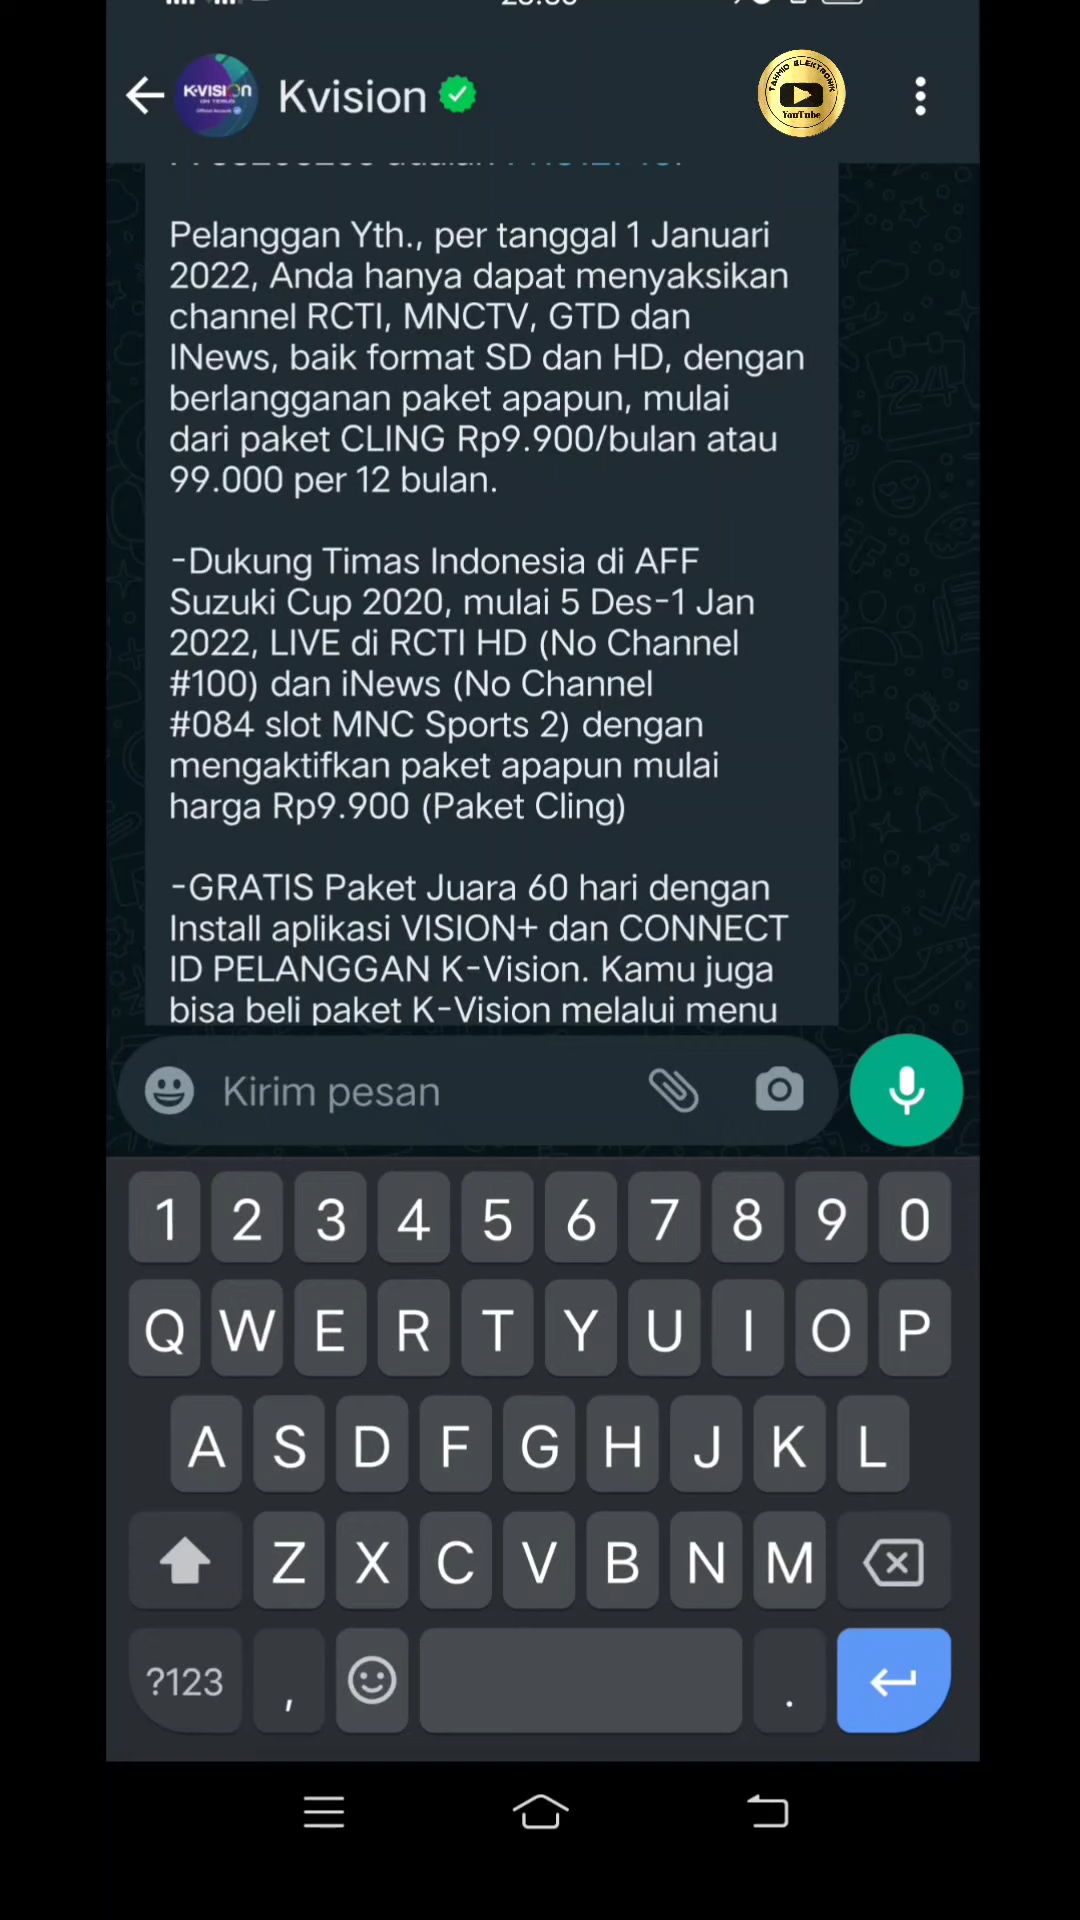 K-VISION
Kvision
TAHMID ELEKTRONIK
YouTube
Pelanggan Yth., per tanggal 1 Januari
2022, Anda hanya dapat menyaksikan
channel RCTI, MNCTV, GTD dan
INews, baik format SD dan HD, dengan
berlangganan paket apapun, mulai
dari paket CLING Rp9.900/bulan atau
99.000 per 12 bulan.
-Dukung Timas Indonesia di AFF
Suzuki Cup 2020, mulai 5 Des-1 Jan
2022, LIVE di RCTI HD (No Channel
#100) dan iNews (No Channel
#084 slot MNC Sports 2) dengan
mengaktifkan paket apapun mulai
harga Rp9.900 (Paket Cling)
-GRATIS Paket Juara 60 hari dengan
Install aplikasi VISION+ dan CONNECT
ID PELANGGAN K-Vision. Kamu juga
bisa beli paket K-Vision melalui menu
Kirim pesan
1 2 3 4 5 6 7 8 9 0
Q W E R T Y U I O P
A S D F G H J K L
Z X C V B N M
?123 , .